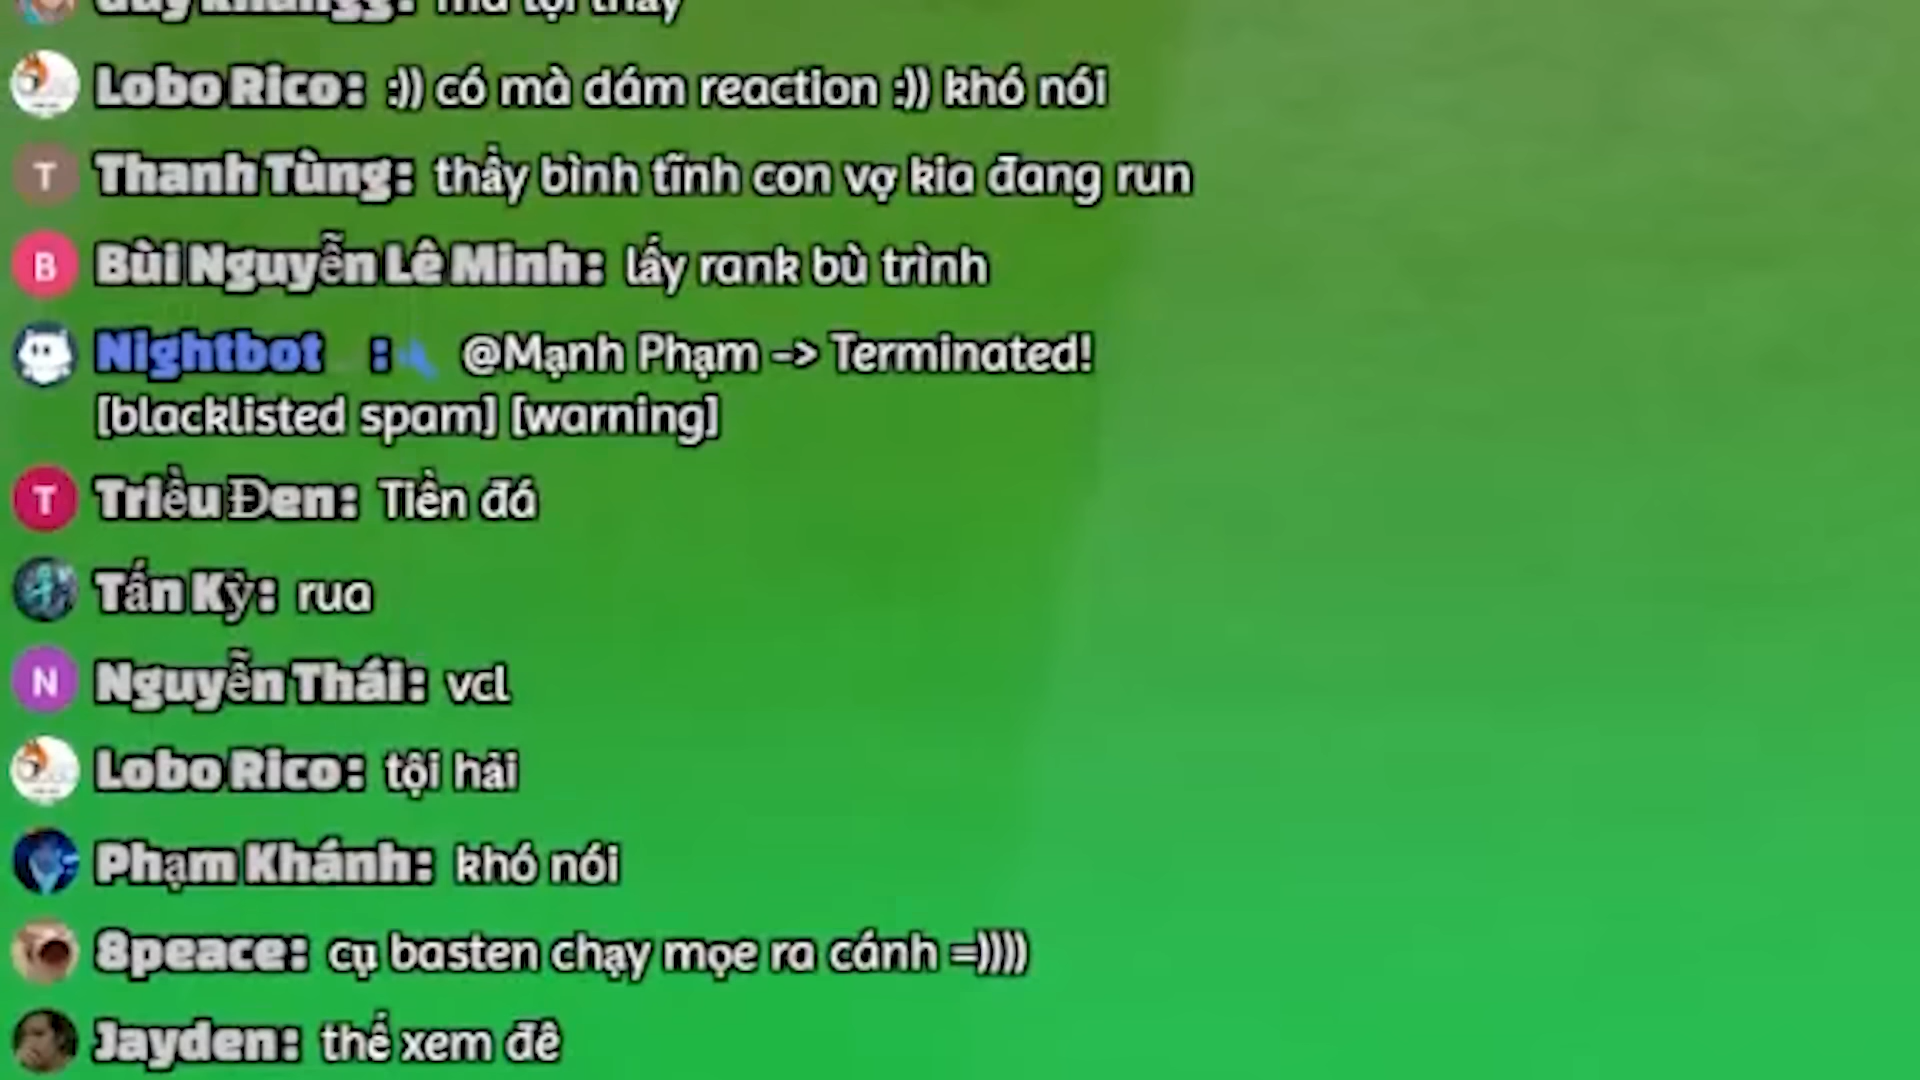 Lobo Rico: :)) có mà dám reaction :)) khó nói
T Thanh Tùng: thầy bình tĩnh con vợ kia đang run
B Bùi Nguyễn Lê Minh: lấy rank bù trình
Nightbot : @Mạnh Phạm -> Terminated!
[blacklisted spam] [warning]
T Triều Đen: Tiền đá
Tấn Kỳ: rua
N Nguyễn Thái: vcl
Lobo Rico: tội hải
Phạm Khánh: khó nói
8peace: cụ basten chạy mọe ra cánh =))))
Jayden: thế xem đê